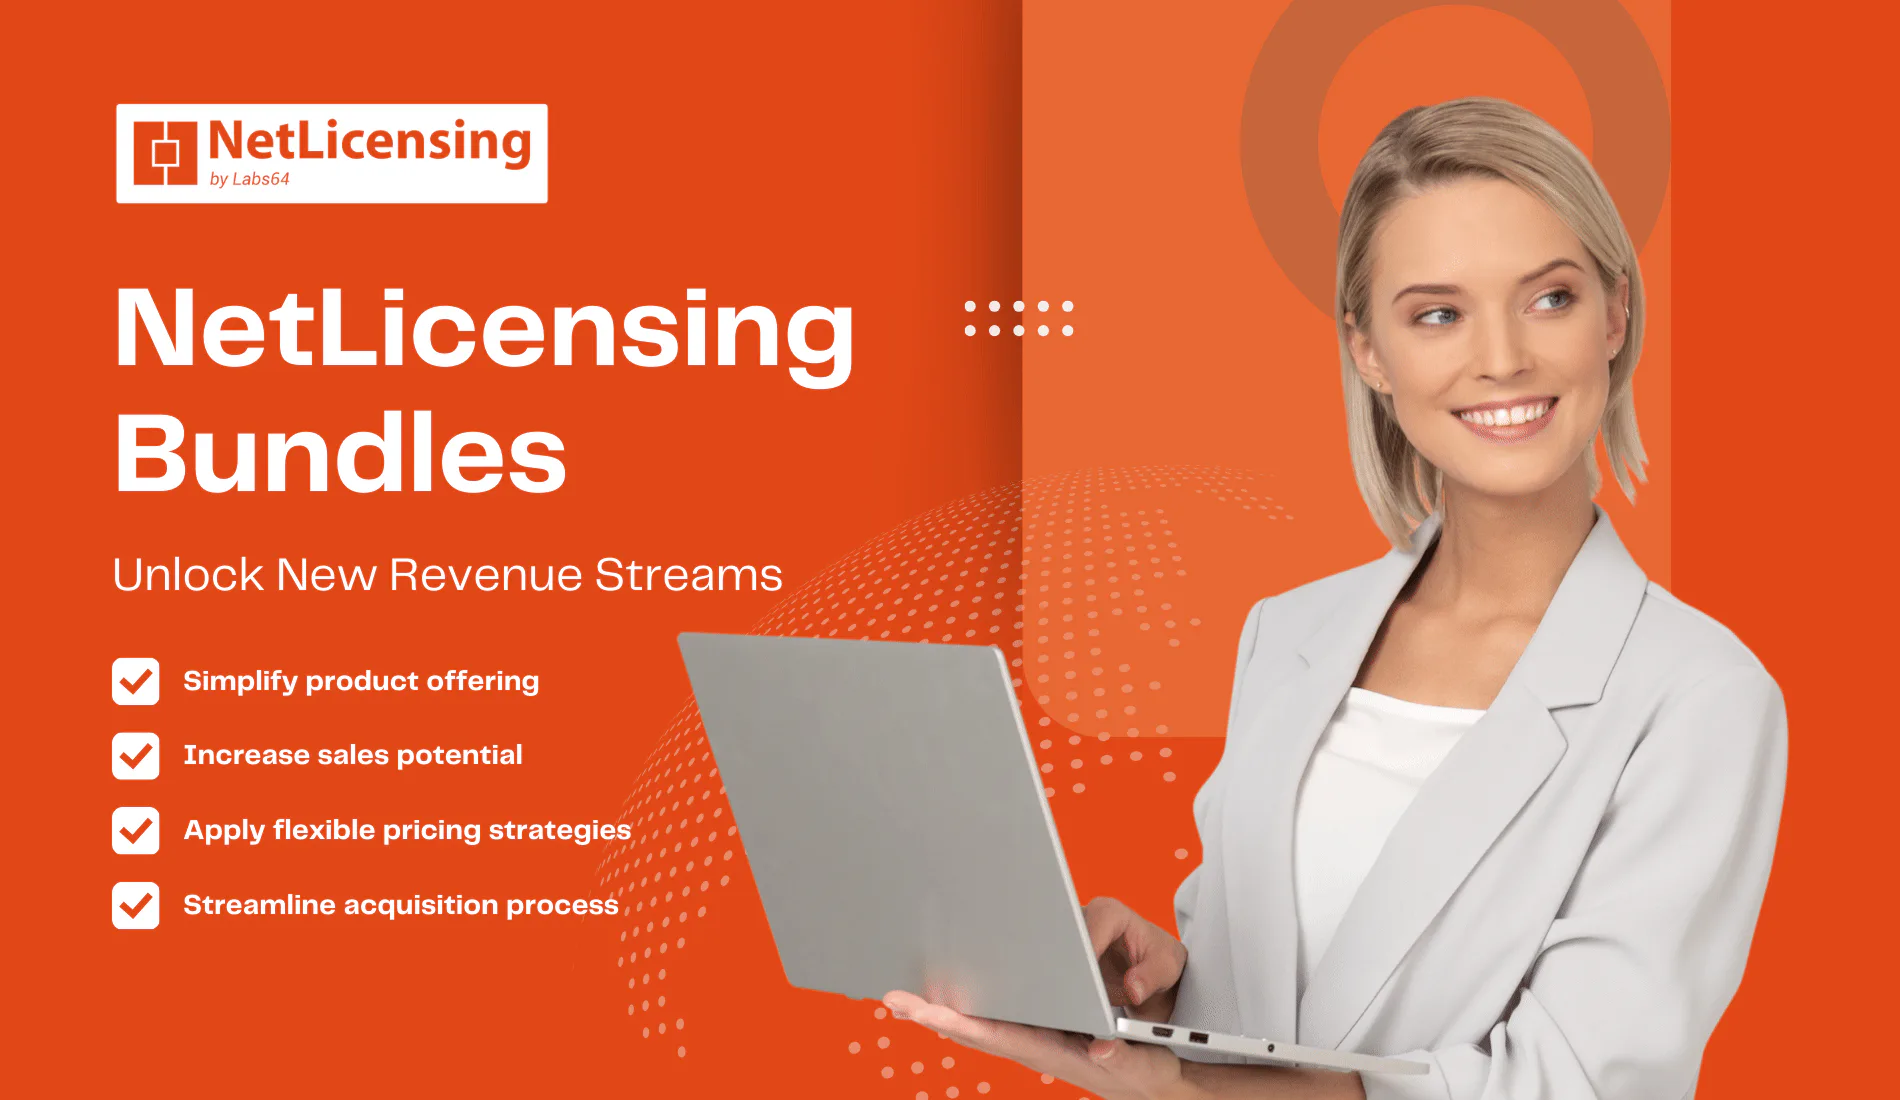 NetLicensing
by Labs64
NetLicensing
Bundles
Unlock New Revenue Streams
Simplify product offering
Increase sales potential
Apply flexible pricing strategies
Streamline acquisition process